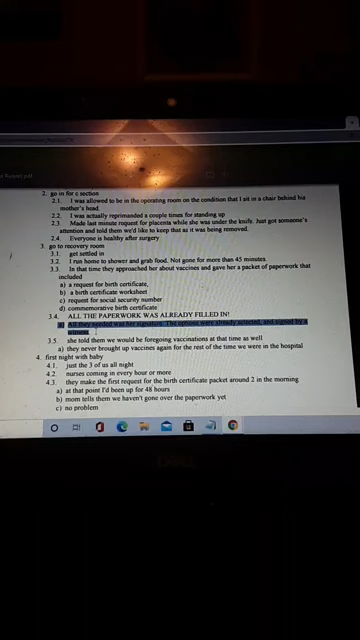 2. go in for c section
2.1. I was allowed to be in the operating room on the condition that I sit in a chair behind his
mother's head.
2.2. I was actually reprimanded a couple times for standing up
2.3. Made last minute request for placenta while she was under the knife. Just got someone's
attention and told them we'd like to keep that as it was being removed.
2.4. Everyone is healthy after surgery
3. go to recovery room
3.1. get settled in
3.2. I run home to shower and grab food. Not gone for more than 45 minutes.
3.3. In that time they approached her about vaccines and gave her a packet of paperwork that
included
a) a request for birth certificate,
b) a birth certificate worksheet
c) request for social security number
d) commemorative birth certificate
3.4. ALL THE PAPERWORK WAS ALREADY FILLED IN!
a) All they needed was her signature. The options were already selected, and signed by a
witness
3.5. she told them we would be foregoing vaccinations at that time as well
a) they never brought up vaccines again for the rest of the time we were in the hospital
4. first night with baby
4.1. just the 3 of us all night
4.2. nurses coming in every hour or more
4.3. they make the first request for the birth certificate packet around 2 in the morning
a) at that point I'd been up for 48 hours
b) mom tells them we haven't gone over the paperwork yet
c) no problem
DELL